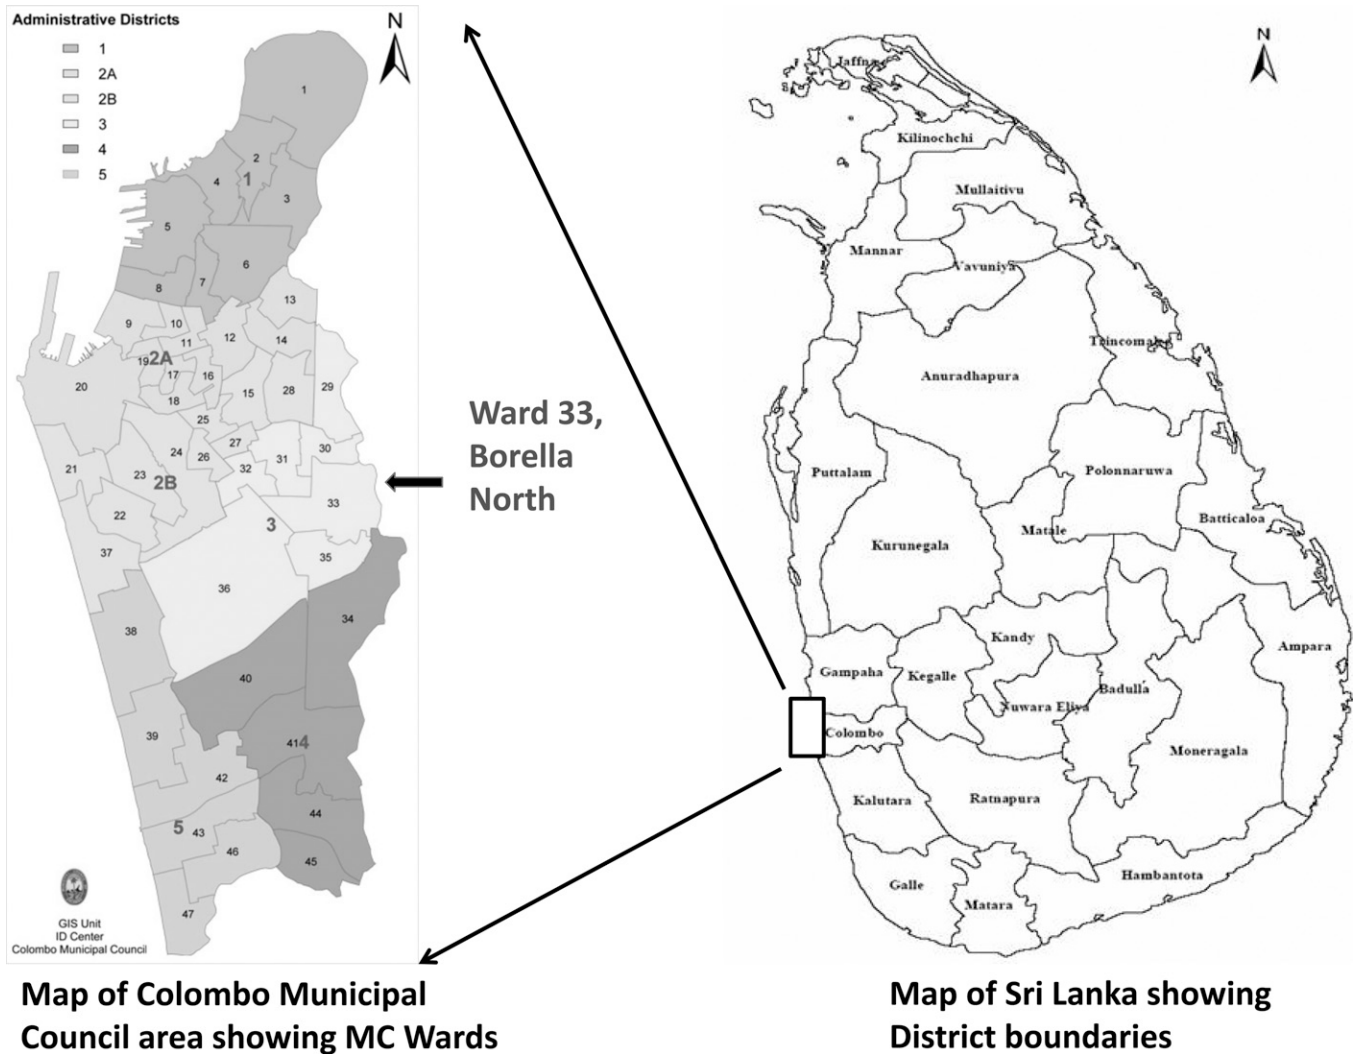 Administrative Districts
1
2A
2B
3
4
5
N
1
2
1
4
3
5
6
7
8
13
9
10
12
11
14
19
2A
17
16
20
18
15
28
29
25
27
24
26
30
31
32
21
23
2B
22
33
3
37
35
36
38
34
40
39
41
4
42
44
5
43
46
45
47
GIS Unit
ID Center
Colombo Municipal Council
Ward 33,
Borella
North
N
Jaffna
Kilinochchi
Mullaitivu
Mannar
Vavuniya
Trincomalee
Anuradhapura
Puttalam
Polonnaruwa
Batticaloa
Matale
Kurunegala
Kandy
Ampara
Gampaha
Kegalle
Badulla
Nuwara Eliya
Colombo
Moneragala
Kalutara
Ratnapura
Galle
Hambantota
Matara
Map of Colombo Municipal
Council area showing MC Wards
Map of Sri Lanka showing
District boundaries